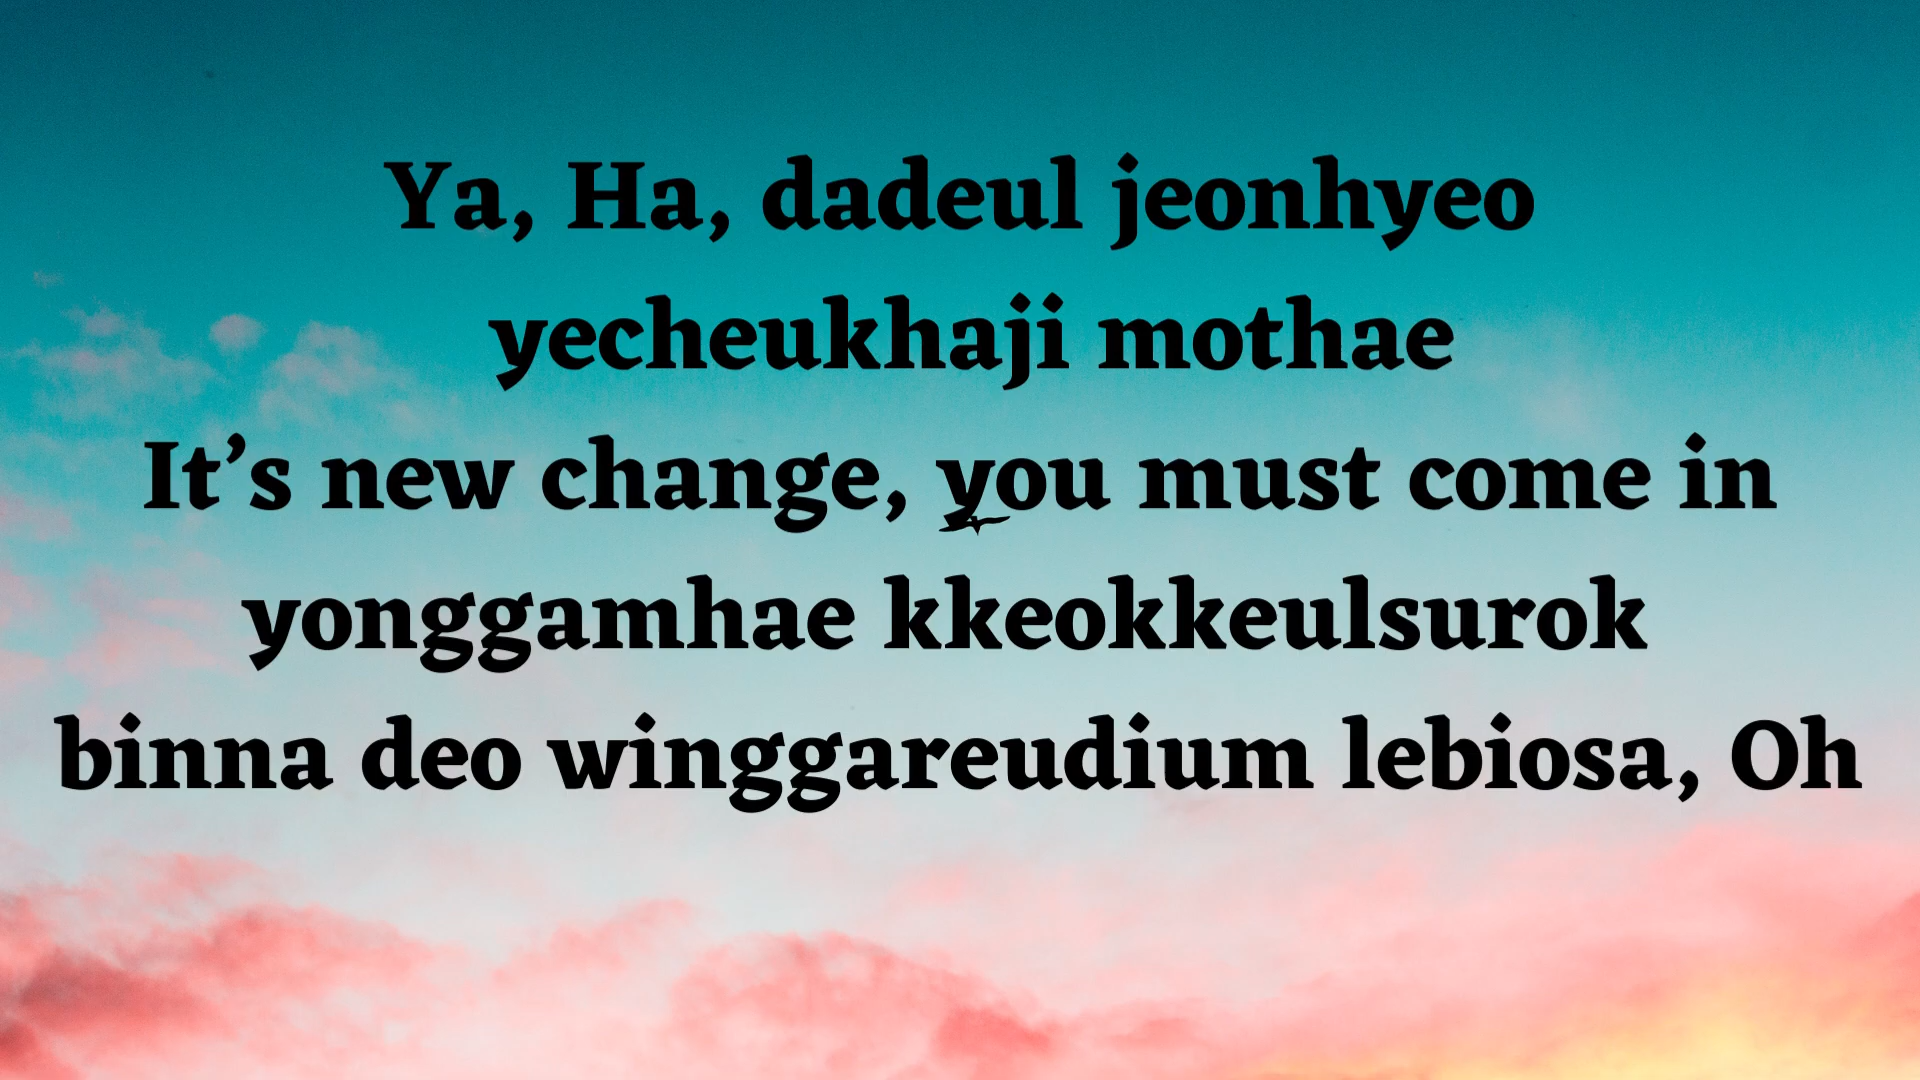 Ya, Ha, dadeul jeonhyeo
yecheukhaji mothae
It’s new change, you must come in
yonggamhae kkeokkeulsurok
binna deo winggareudium lebiosa, Oh